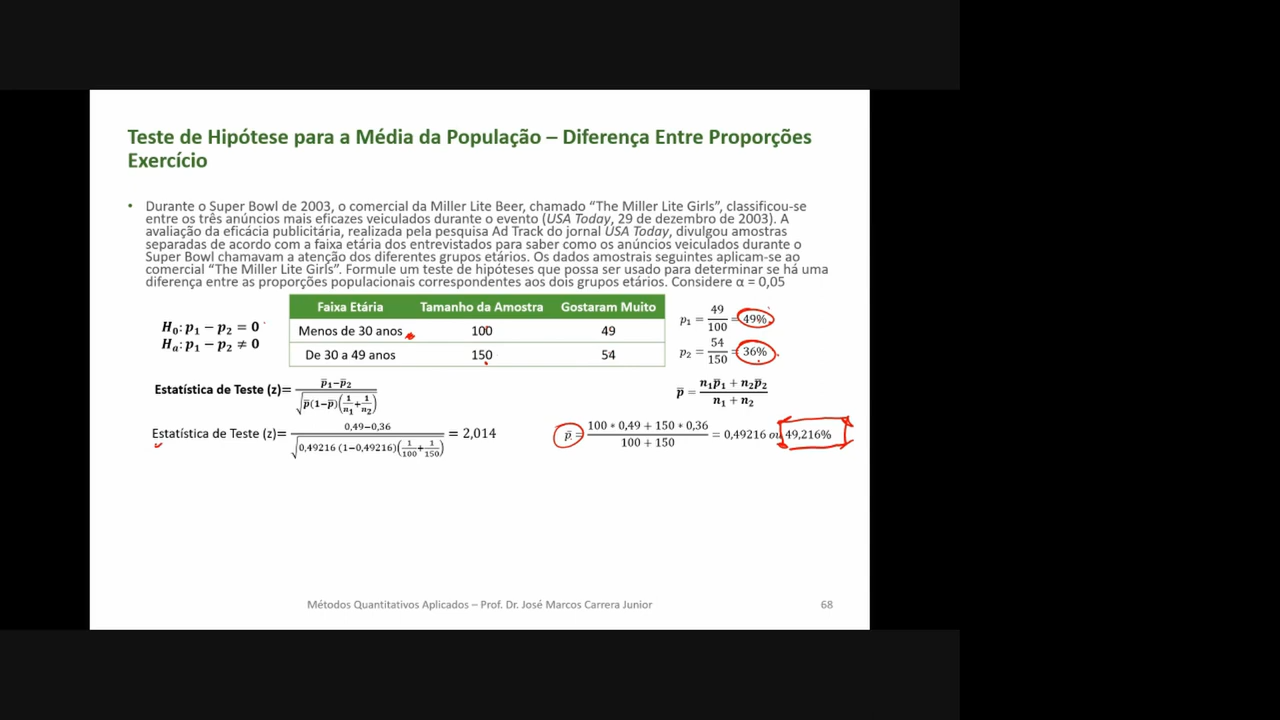 Teste de Hipótese para a Média da População – Diferença Entre Proporções
Exercício
• Durante o Super Bowl de 2003, o comercial da Miller Lite Beer, chamado “The Miller Lite Girls”, classificou-se
entre os três anúncios mais eficazes veiculados durante o evento (USA Today, 29 de dezembro de 2003). A
avaliação da eficácia publicitária, realizada pela pesquisa Ad Track do jornal USA Today, divulgou amostras
separadas de acordo com a faixa etária dos entrevistados para saber como os anúncios veiculados durante o
Super Bowl chamavam a atenção dos diferentes grupos etários. Os dados amostrais seguintes aplicam-se ao
comercial “The Miller Lite Girls”. Formule um teste de hipóteses que possa ser usado para determinar se há uma
diferença entre as proporções populacionais correspondentes aos dois grupos etários. Considere α = 0,05
H₀: p₁ − p₂ = 0
Hₐ: p₁ − p₂ ≠ 0
Faixa Etária Tamanho da Amostra Gostaram Muito
Menos de 30 anos 100 49
De 30 a 49 anos 150 54
p₁ = 49/100 = 49%
p₂ = 54/150 = 36%
Estatística de Teste (z)= (p̅₁−p̅₂)/√(p̅(1−p̅)(1/n₁+1/n₂))
p̅ = (n₁p̅₁ + n₂p̅₂)/(n₁ + n₂)
Estatística de Teste (z)= (0,49−0,36)/√(0,49216 (1−0,49216)(1/100+1/150)) = 2,014
p̅ = (100 * 0,49 + 150 * 0,36)/(100 + 150) = 0,49216 ou 49,216%
Métodos Quantitativos Aplicados – Prof. Dr. José Marcos Carrera Junior 68